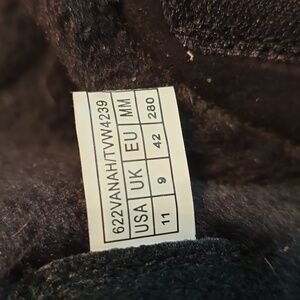 622VANAH/TVW4239
USA UK EU MM
11 9 42 280